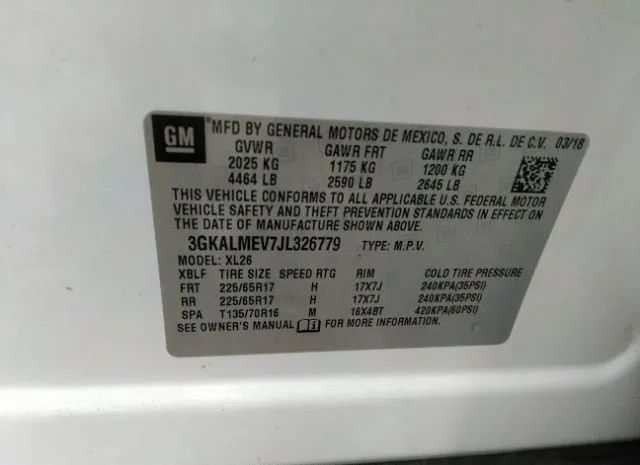 GM *MFD BY GENERAL MOTORS DE MEXICO, S. DE R.L. DE C.V. 03/18
GVWR GAWR FRT GAWR RR
2025 KG 1175 KG 1200 KG
4464 LB 2590 LB 2645 LB
THIS VEHICLE CONFORMS TO ALL APPLICABLE U.S. FEDERAL MOTOR
VEHICLE SAFETY AND THEFT PREVENTION STANDARDS IN EFFECT ON
THE DATE OF MANUFACTURE SHOWN ABOVE.
3GKALMEV7JL326779 TYPE: M.P.V.
MODEL: XL26
XBLF TIRE SIZE SPEED RTG RIM COLD TIRE PRESSURE
FRT 225/65R17 H 17X7J 240KPA(35PSI)
RR 225/65R17 H 17X7J 240KPA(35PSI)
SPA T135/70R16 M 16X4BT 420KPA(60PSI)
SEE OWNER'S MANUAL i FOR MORE INFORMATION.